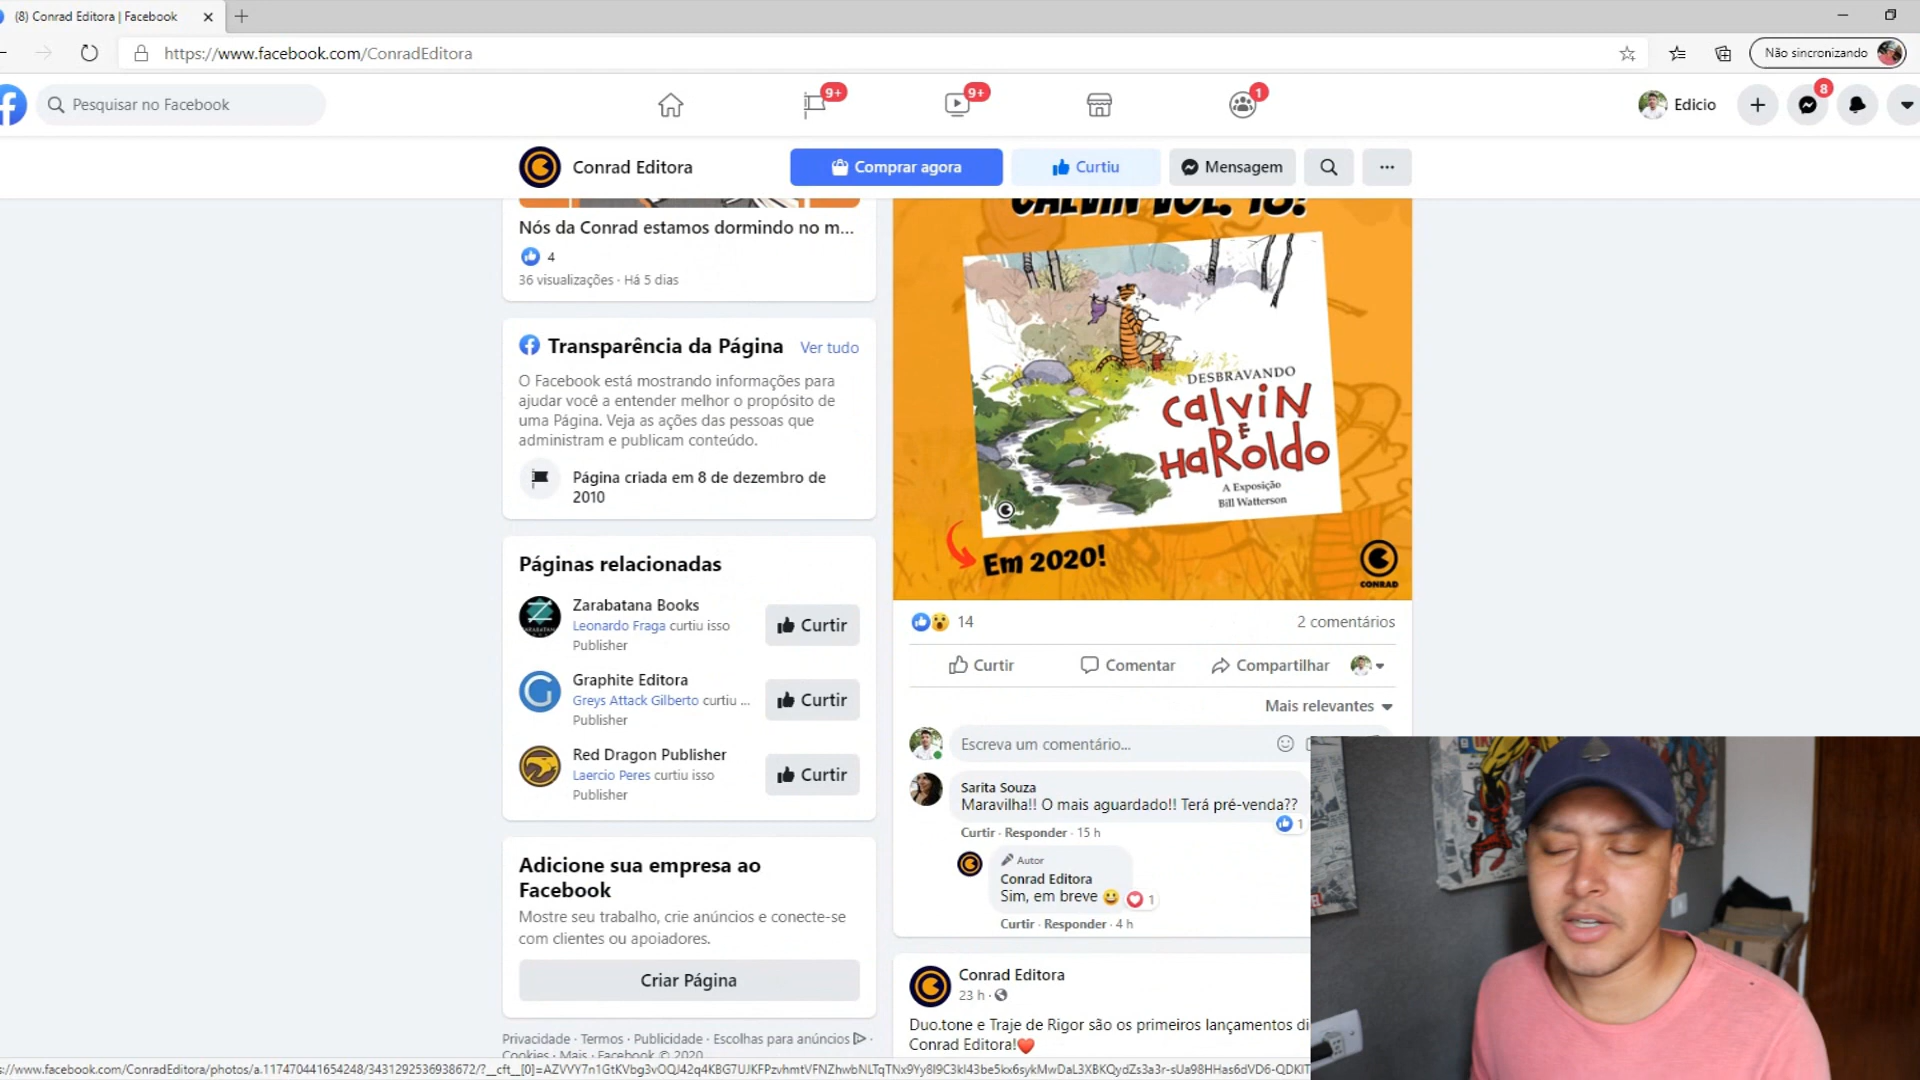 (8) Conrad Editora | Facebook
https://www.facebook.com/ConradEditora
Não sincronizando
Pesquisar no Facebook
9+
9+
1
Edicio
8
Conrad Editora
Comprar agora
Curtiu
Mensagem
Nós da Conrad estamos dormindo no m...
4
36 visualizações · Há 5 dias
Transparência da Página
Ver tudo
O Facebook está mostrando informações para
ajudar você a entender melhor o propósito de
uma Página. Veja as ações das pessoas que
administram e publicam conteúdo.
Página criada em 8 de dezembro de
2010
Páginas relacionadas
Zarabatana Books
Leonardo Fraga curtiu isso
Publisher
Curtir
Graphite Editora
Greys Attack Gilberto curtiu ...
Publisher
Curtir
Red Dragon Publisher
Laercio Peres curtiu isso
Publisher
Curtir
Adicione sua empresa ao
Facebook
Mostre seu trabalho, crie anúncios e conecte-se
com clientes ou apoiadores.
Criar Página
Privacidade · Termos · Publicidade · Escolhas para anúncios ·
Cookies · Mais · Facebook © 2020
CALVIN VOL. 18!
DESBRAVANDO
CALVIN
E
HAROLDO
A Exposição
Bill Watterson
Em 2020!
CONRAD
14
2 comentários
Curtir
Comentar
Compartilhar
Mais relevantes
Escreva um comentário...
Sarita Souza
Maravilha!! O mais aguardado!! Terá pré-venda??
1
Curtir · Responder · 15 h
Autor
Conrad Editora
Sim, em breve 😀
1
Curtir · Responder · 4 h
Conrad Editora
23 h ·
Duo.tone e Traje de Rigor são os primeiros lançamentos di
Conrad Editora!❤️